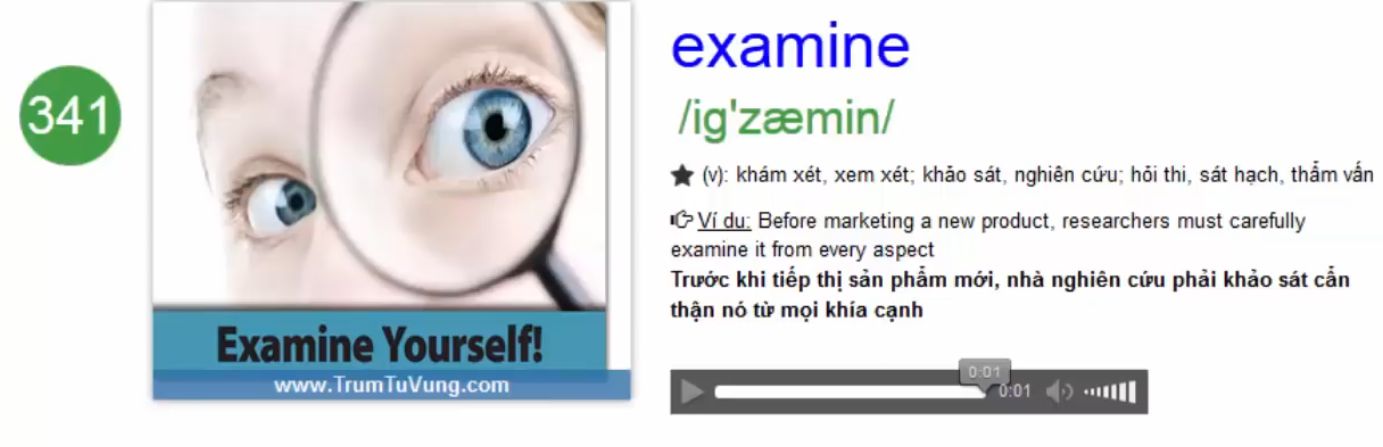 341
Examine Yourself!
www.TrumTuVung.com
examine
/ig'zæmin/
(v): khám xét, xem xét; khảo sát, nghiên cứu; hỏi thi, sát hạch, thẩm vấn
Ví du: Before marketing a new product, researchers must carefully
examine it from every aspect
Trước khi tiếp thị sản phẩm mới, nhà nghiên cứu phải khảo sát cẩn
thận nó từ mọi khía cạnh
0:01
0:01